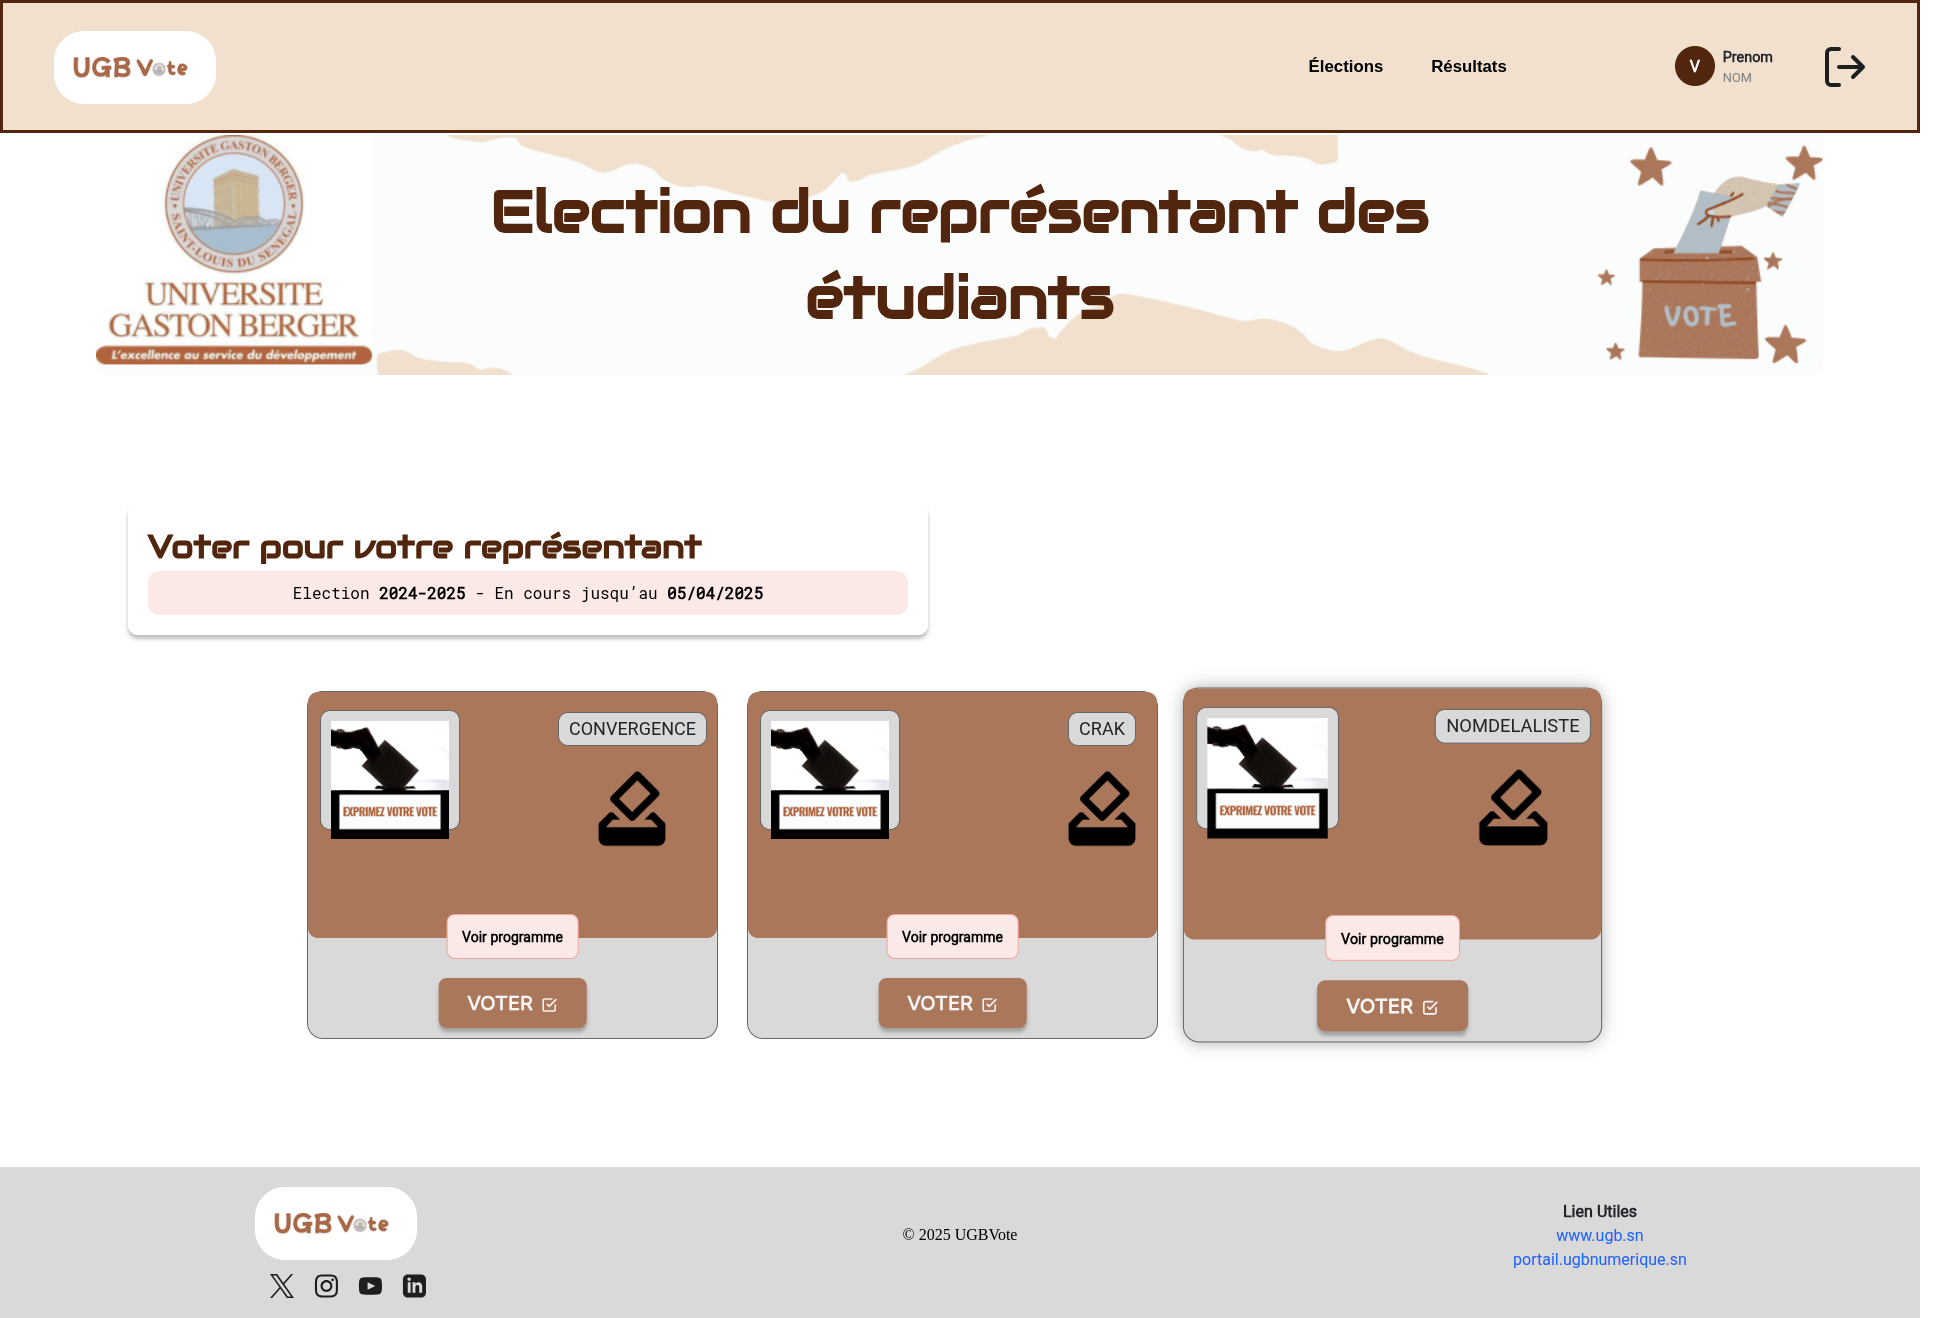 UGB Vote
Élections
Résultats
V
Prenom
NOM
UNIVERSITE GASTON BERGER
SAINT-LOUIS DU SENEGAL
UNIVERSITE
GASTON BERGER
L'excellence au service du développement
Election du représentant des
étudiants
VOTE
Voter pour votre représentant
Election 2024-2025 - En cours jusqu’au 05/04/2025
CONVERGENCE
EXPRIMEZ VOTRE VOTE
Voir programme
VOTER
CRAK
EXPRIMEZ VOTRE VOTE
Voir programme
VOTER
NOMDELALISTE
EXPRIMEZ VOTRE VOTE
Voir programme
VOTER
UGB Vote
© 2025 UGBVote
Lien Utiles
www.ugb.sn
portail.ugbnumerique.sn